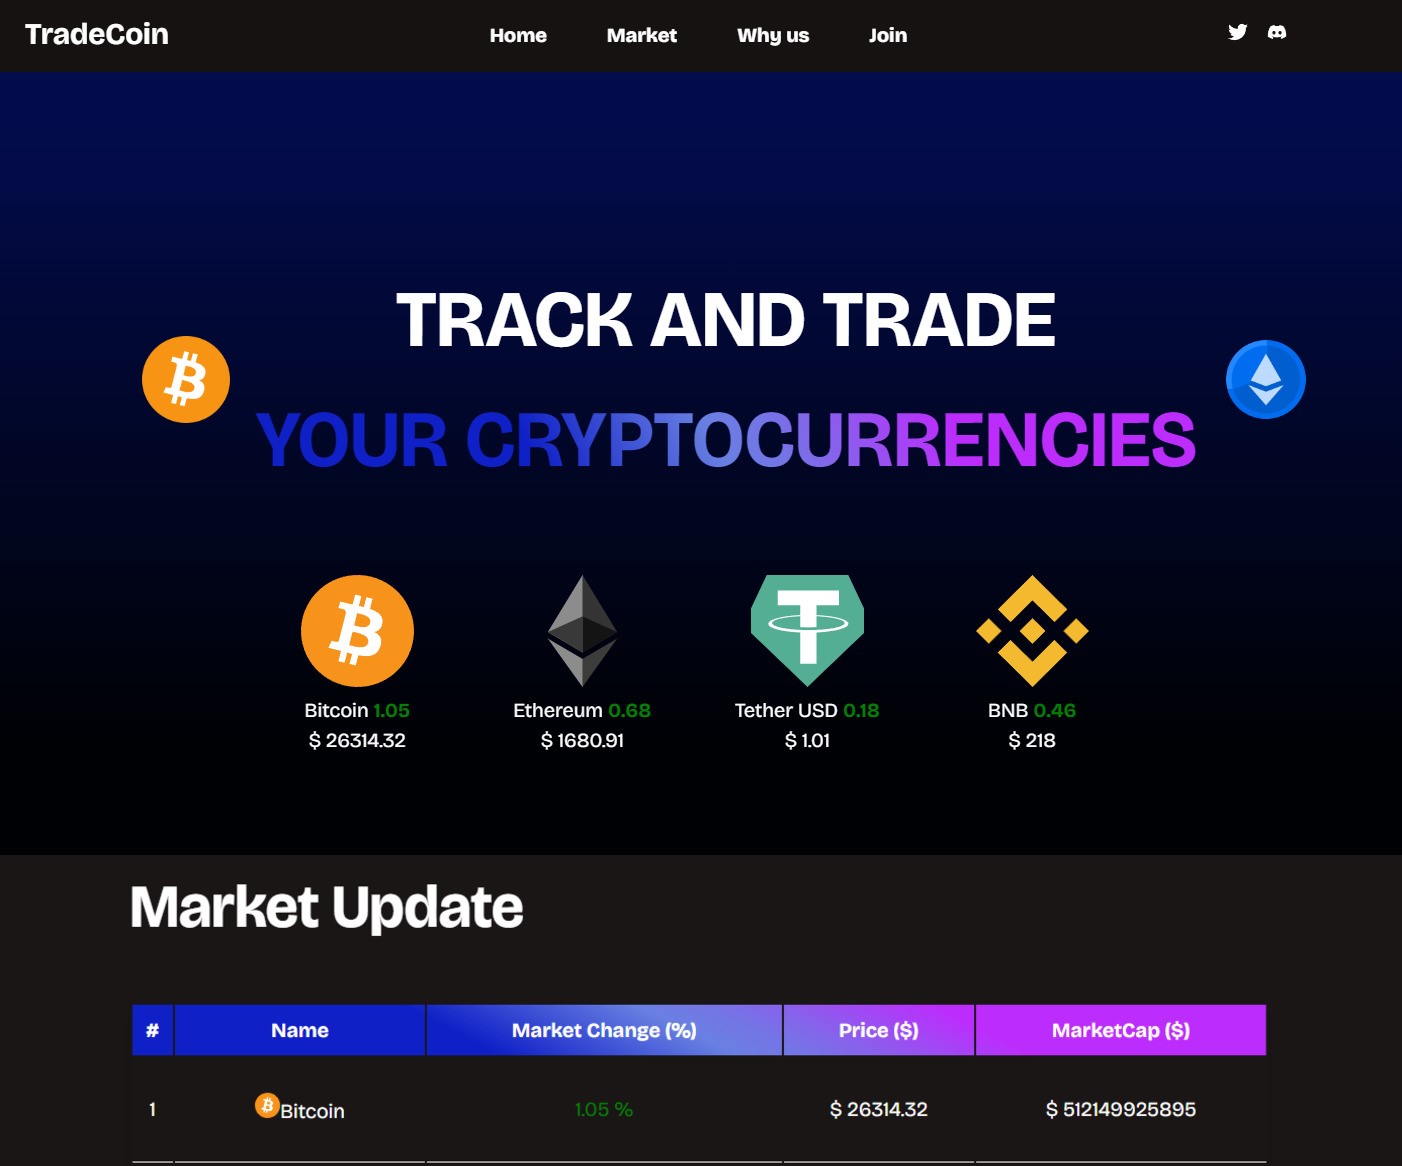 TradeCoin
Home Market Why us Join
TRACK AND TRADE
YOUR CRYPTOCURRENCIES
Bitcoin 1.05
$ 26314.32
Ethereum 0.68
$ 1680.91
Tether USD 0.18
$ 1.01
BNB 0.46
$ 218
Market Update
# Name Market Change (%) Price ($) MarketCap ($)
1 Bitcoin 1.05 % $ 26314.32 $ 512149925895